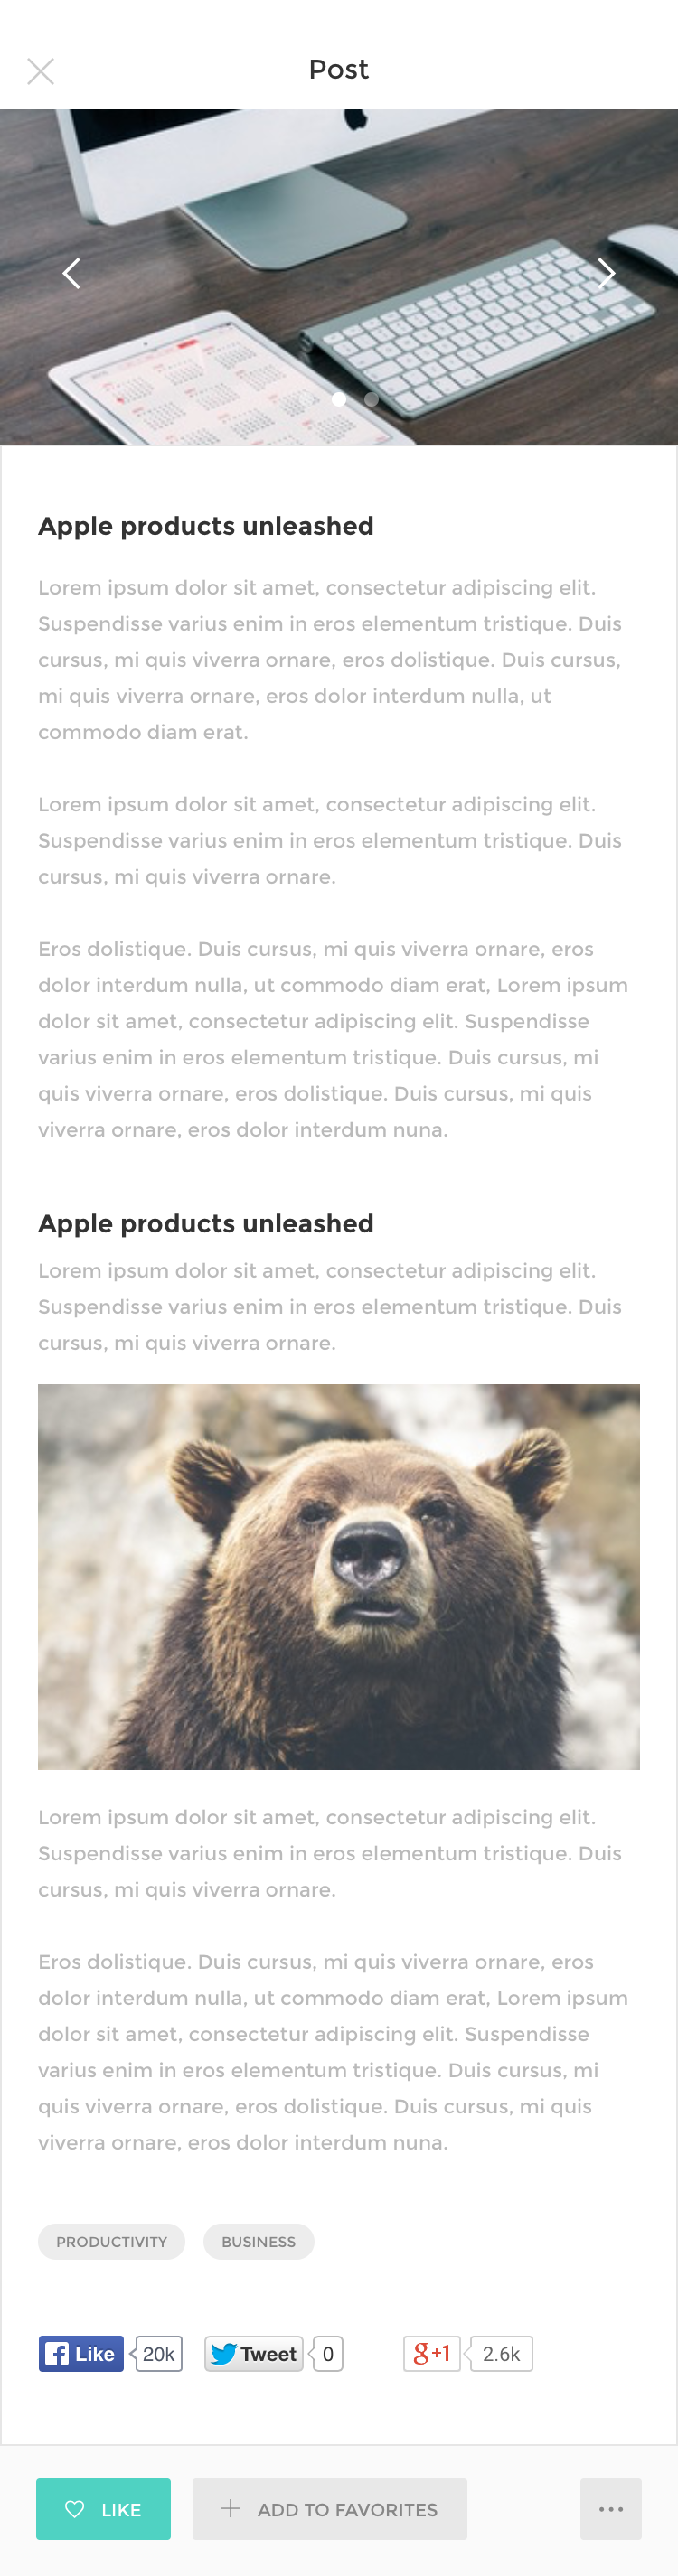 Post
Apple products unleashed
Lorem ipsum dolor sit amet, consectetur adipiscing elit.
Suspendisse varius enim in eros elementum tristique. Duis
cursus, mi quis viverra ornare, eros dolistique. Duis cursus,
mi quis viverra ornare, eros dolor interdum nulla, ut
commodo diam erat.
Lorem ipsum dolor sit amet, consectetur adipiscing elit.
Suspendisse varius enim in eros elementum tristique. Duis
cursus, mi quis viverra ornare.
Eros dolistique. Duis cursus, mi quis viverra ornare, eros
dolor interdum nulla, ut commodo diam erat, Lorem ipsum
dolor sit amet, consectetur adipiscing elit. Suspendisse
varius enim in eros elementum tristique. Duis cursus, mi
quis viverra ornare, eros dolistique. Duis cursus, mi quis
viverra ornare, eros dolor interdum nuna.
Apple products unleashed
Lorem ipsum dolor sit amet, consectetur adipiscing elit.
Suspendisse varius enim in eros elementum tristique. Duis
cursus, mi quis viverra ornare.
Lorem ipsum dolor sit amet, consectetur adipiscing elit.
Suspendisse varius enim in eros elementum tristique. Duis
cursus, mi quis viverra ornare.
Eros dolistique. Duis cursus, mi quis viverra ornare, eros
dolor interdum nulla, ut commodo diam erat, Lorem ipsum
dolor sit amet, consectetur adipiscing elit. Suspendisse
varius enim in eros elementum tristique. Duis cursus, mi
quis viverra ornare, eros dolistique. Duis cursus, mi quis
viverra ornare, eros dolor interdum nuna.
PRODUCTIVITY BUSINESS
Like 20k Tweet 0 g+1 2.6k
LIKE ADD TO FAVORITES